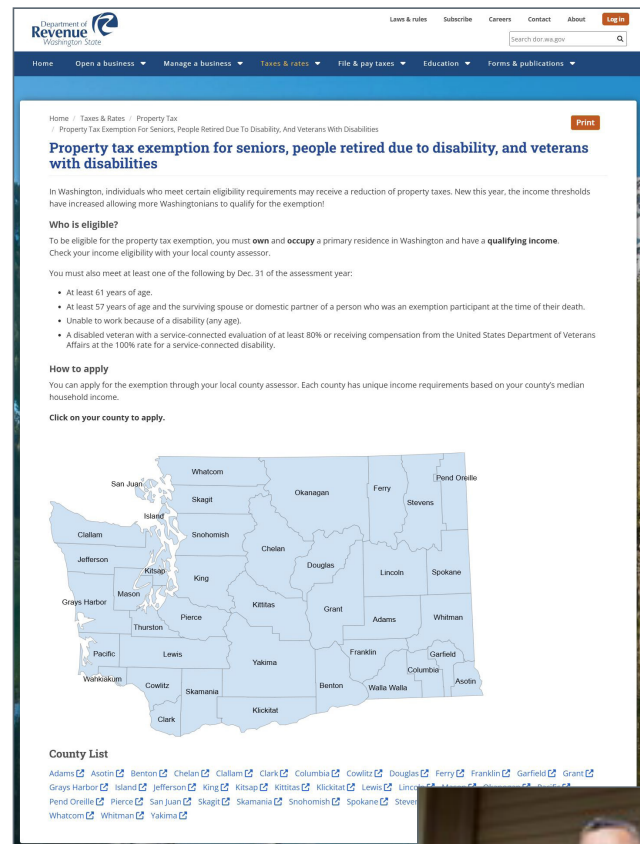 Department of
Revenue
Washington State
Laws & rules Subscribe Careers Contact About Log in
Search dor.wa.gov
Home Open a business Manage a business Taxes & rates File & pay taxes Education Forms & publications
Home / Taxes & Rates / Property Tax
/ Property Tax Exemption For Seniors, People Retired Due To Disability, And Veterans With Disabilities
Print
Property tax exemption for seniors, people retired due to disability, and veterans
with disabilities
In Washington, individuals who meet certain eligibility requirements may receive a reduction of property taxes. New this year, the income thresholds
have increased allowing more Washingtonians to qualify for the exemption!
Who is eligible?
To be eligible for the property tax exemption, you must own and occupy a primary residence in Washington and have a qualifying income.
Check your income eligibility with your local county assessor.
You must also meet at least one of the following by Dec. 31 of the assessment year:
• At least 61 years of age.
• At least 57 years of age and the surviving spouse or domestic partner of a person who was an exemption participant at the time of their death.
• Unable to work because of a disability (any age).
• A disabled veteran with a service-connected evaluation of at least 80% or receiving compensation from the United States Department of Veterans
Affairs at the 100% rate for a service-connected disability.
How to apply
You can apply for the exemption through your local county assessor. Each county has unique income requirements based on your county's median
household income.
Click on your county to apply.
Whatcom
San Juan
Skagit
Okanagan
Ferry
Pend Oreille
Stevens
Island
Clallam
Snohomish
Chelan
Jefferson
Kitsap
King
Douglas
Lincoln
Spokane
Grays Harbor
Mason
Kittitas
Grant
Adams
Whitman
Thurston
Pierce
Pacific
Lewis
Yakima
Franklin
Garfield
Columbia
Asotin
Wahkiakum
Cowlitz
Skamania
Benton
Walla Walla
Klickitat
Clark
County List
Adams Asotin Benton Chelan Clallam Clark Columbia Cowlitz Douglas Ferry Franklin Garfield Grant
Grays Harbor Island Jefferson King Kitsap Kittitas Klickitat Lewis
Pend Oreille Pierce San Juan Skagit Skamania Snohomish Spokane
Whatcom Whitman Yakima